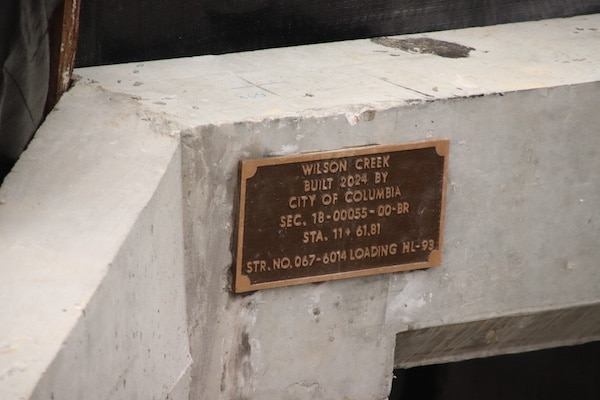 WILSON CREEK
BUILT 2024 BY
CITY OF COLUMBIA
SEC. 18-00055-00-BR
STA. 11+61.81
STR. NO. 067-6014 LOADING HL-93